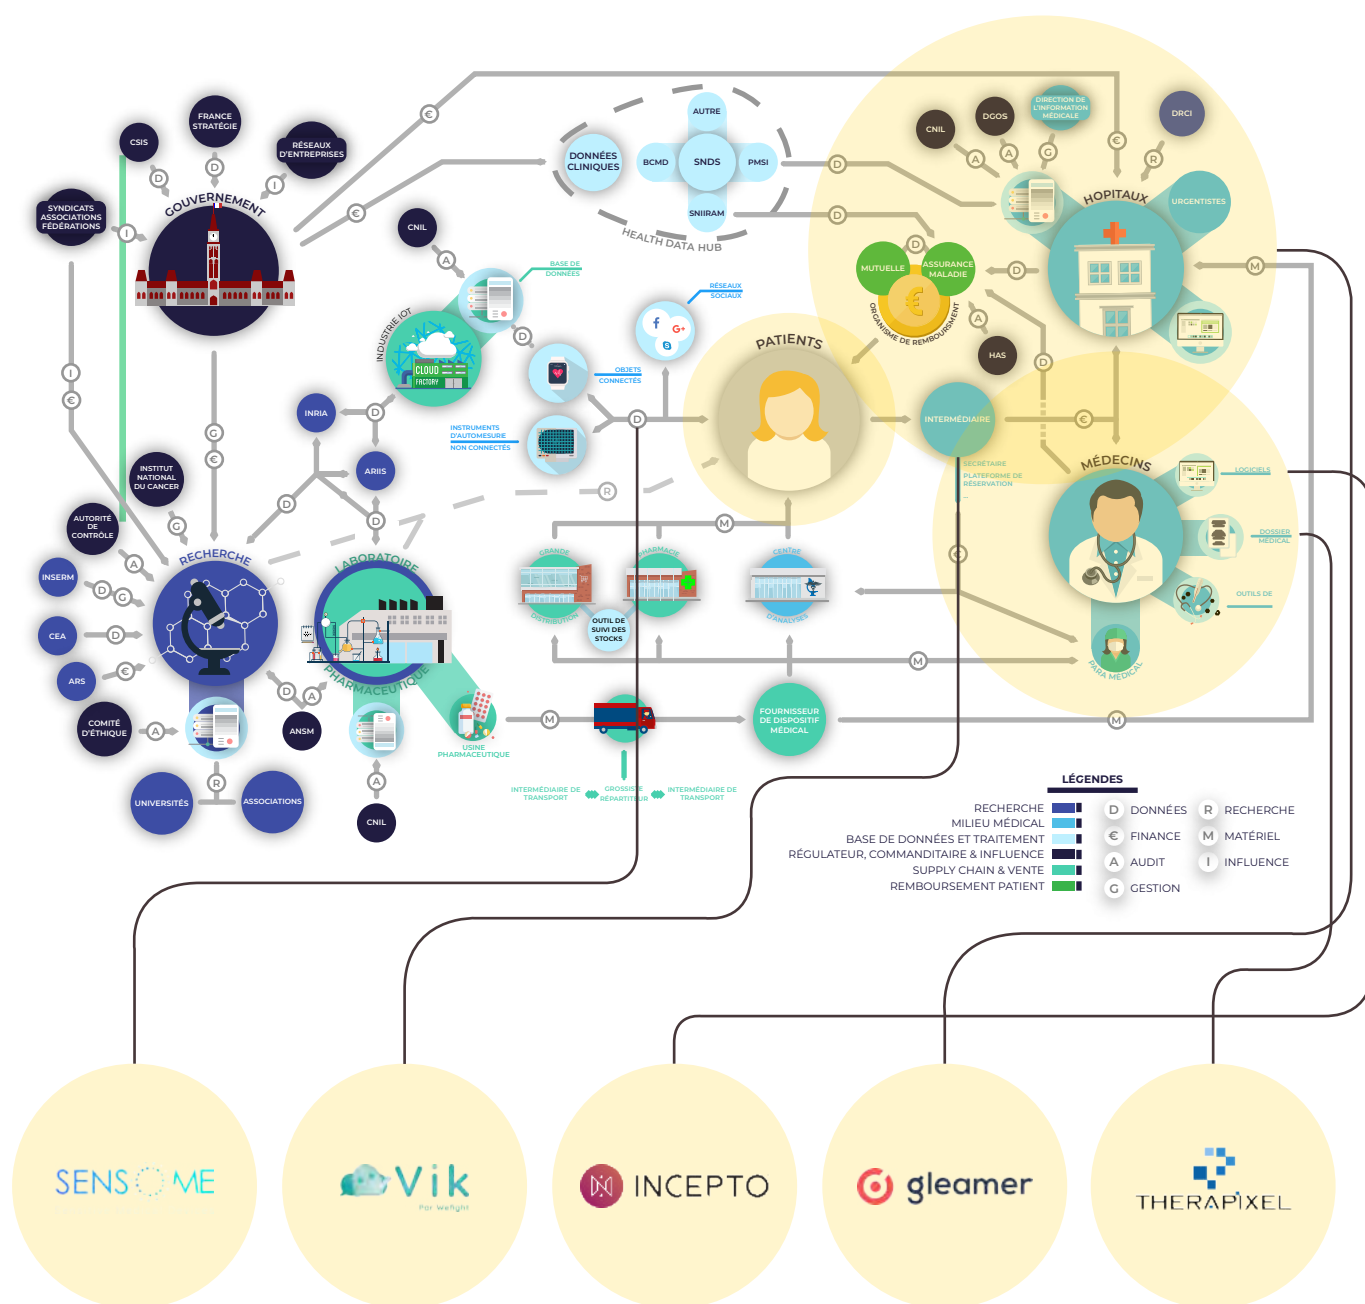 AUTRE
DONNÉES
CLINIQUES
BCMD
SNDS
PMSI
SNIIRAM
HEALTH DATA HUB
FRANCE
STRATÉGIE
CSIS
RÉSEAUX
D'ENTREPRISES
SYNDICATS
ASSOCIATIONS
FÉDÉRATIONS
GOUVERNEMENT
D
D
I
I
€
€
CNIL
A
BASE DE
DONNÉES
INDUSTRIE IOT
CLOUD
FACTORY
D
RÉSEAUX
SOCIAUX
f
G+
S
OBJETS
CONNECTÉS
INSTRUMENTS
D'AUTOMESURE
NON CONNECTÉS
D
PATIENTS
CNIL
DGOS
DIRECTION DE
L'INFORMATION
MÉDICALE
DRCI
A
A
G
R
€
HOPITAUX
URGENTISTES
D
D
M
MUTUELLE
D
ASSURANCE
MALADIE
€
ORGANISME DE REMBOURSMENT
D
A
HAS
D
INTERMÉDIAIRE
€
SECRÉTAIRE
PLATEFORME DE
RÉSERVATION
...
€
MÉDECINS
LOGICIELS
DOSSIER
MÉDICAL
OUTILS DE
PARA MÉDICAL
I
€
G
€
INRIA
D
ARIIS
D
D
R
INSTITUT
NATIONAL
DU CANCER
G
AUTORITÉ
DE
CONTRÔLE
A
RECHERCHE
INSERM
D
G
CEA
D
ARS
€
COMITÉ
D'ÉTHIQUE
A
R
UNIVERSITÉS
ASSOCIATIONS
D
A
ANSM
LABORATOIRE
PHARMACEUTIQUE
A
CNIL
USINE
PHARMACEUTIQUE
M
M
GRANDE
DISTRIBUTION
PHARMACIE
OUTIL DE
SUIVI DES
STOCKS
CENTRE
D'ANALYSES
M
FOURNISSEUR
DE DISPOSITIF
MÉDICAL
M
INTERMÉDIAIRE DE
TRANSPORT
GROSSISTE
RÉPARTITEUR
INTERMÉDIAIRE DE
TRANSPORT
LÉGENDES
RECHERCHE
MILIEU MÉDICAL
BASE DE DONNÉES ET TRAITEMENT
RÉGULATEUR, COMMANDITAIRE & INFLUENCE
SUPPLY CHAIN & VENTE
REMBOURSEMENT PATIENT
D DONNÉES
€ FINANCE
A AUDIT
G GESTION
R RECHERCHE
M MATÉRIEL
I INFLUENCE
SENSOME
Vik
Par Wefight
INCEPTO
gleamer
THERAPIXEL